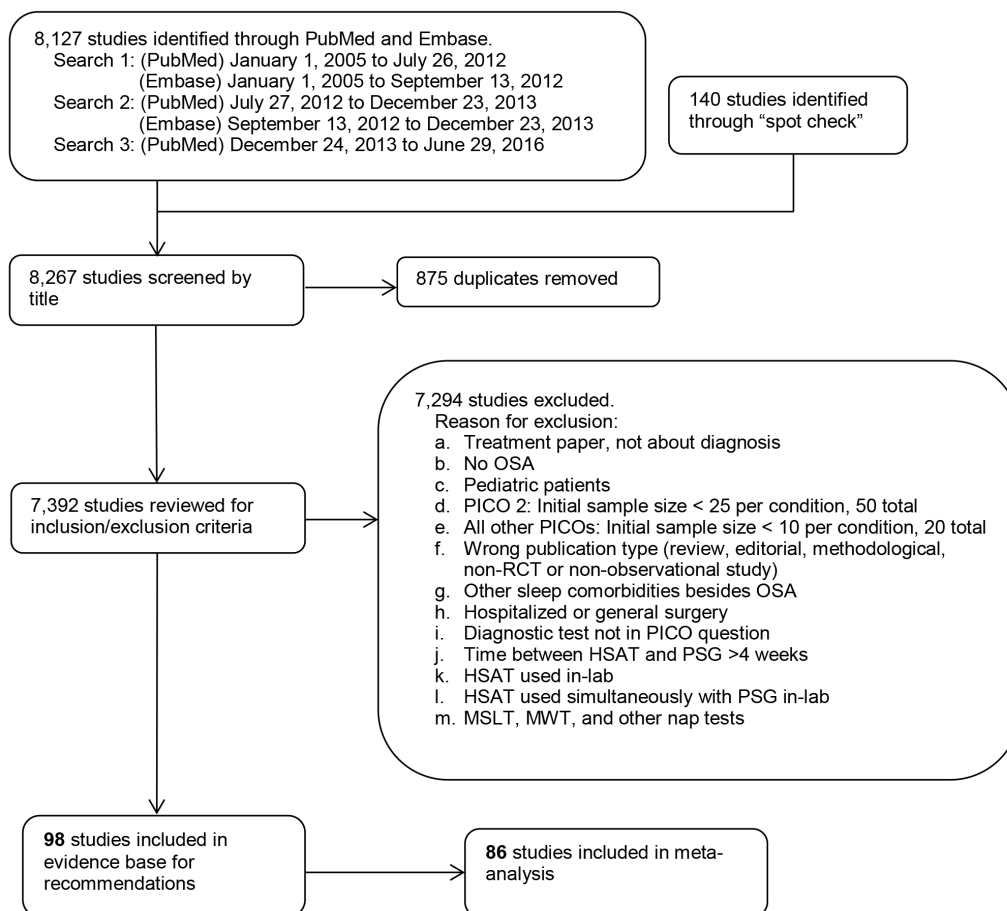 8,127 studies identified through PubMed and Embase.
Search 1: (PubMed) January 1, 2005 to July 26, 2012
(Embase) January 1, 2005 to September 13, 2012
Search 2: (PubMed) July 27, 2012 to December 23, 2013
(Embase) September 13, 2012 to December 23, 2013
Search 3: (PubMed) December 24, 2013 to June 29, 2016
140 studies identified
through “spot check”
8,267 studies screened by
title
875 duplicates removed
7,392 studies reviewed for
inclusion/exclusion criteria
7,294 studies excluded.
Reason for exclusion:
a. Treatment paper, not about diagnosis
b. No OSA
c. Pediatric patients
d. PICO 2: Initial sample size < 25 per condition, 50 total
e. All other PICOs: Initial sample size < 10 per condition, 20 total
f. Wrong publication type (review, editorial, methodological,
non-RCT or non-observational study)
g. Other sleep comorbidities besides OSA
h. Hospitalized or general surgery
i. Diagnostic test not in PICO question
j. Time between HSAT and PSG >4 weeks
k. HSAT used in-lab
l. HSAT used simultaneously with PSG in-lab
m. MSLT, MWT, and other nap tests
98 studies included in
evidence base for
recommendations
86 studies included in meta-
analysis